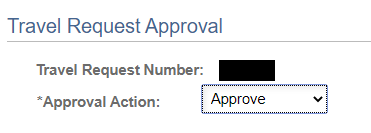 Travel Request Approval
Travel Request Number:
*Approval Action: Approve